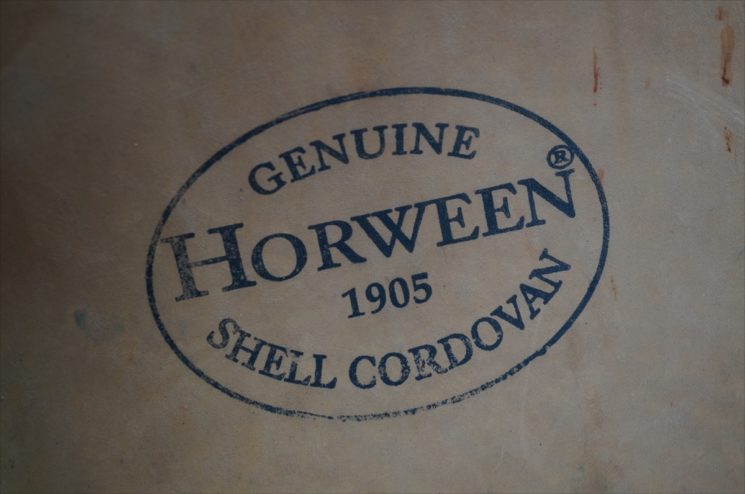 GENUINE
HORWEEN®
1905
SHELL CORDOVAN